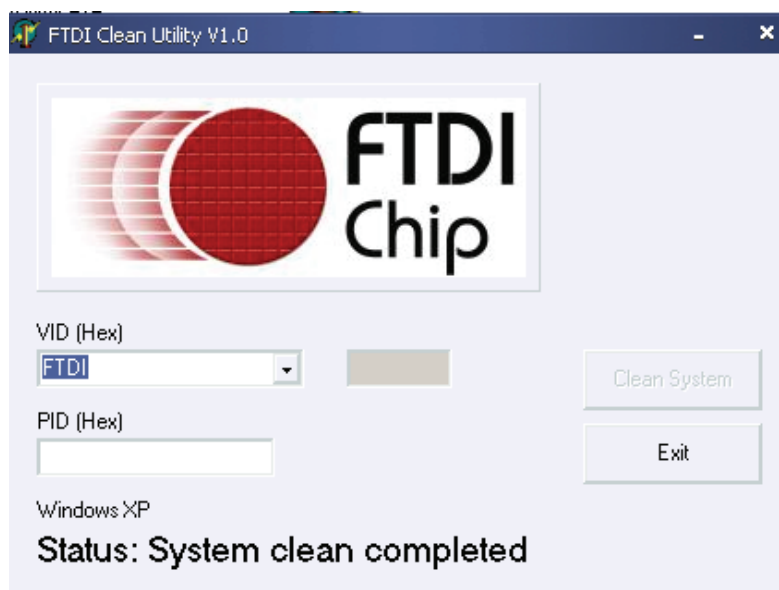 FTDI Clean Utility V1.0
FTDI
Chip
VID (Hex)
FTDI
Clean System
PID (Hex)
Exit
Windows XP
Status: System clean completed